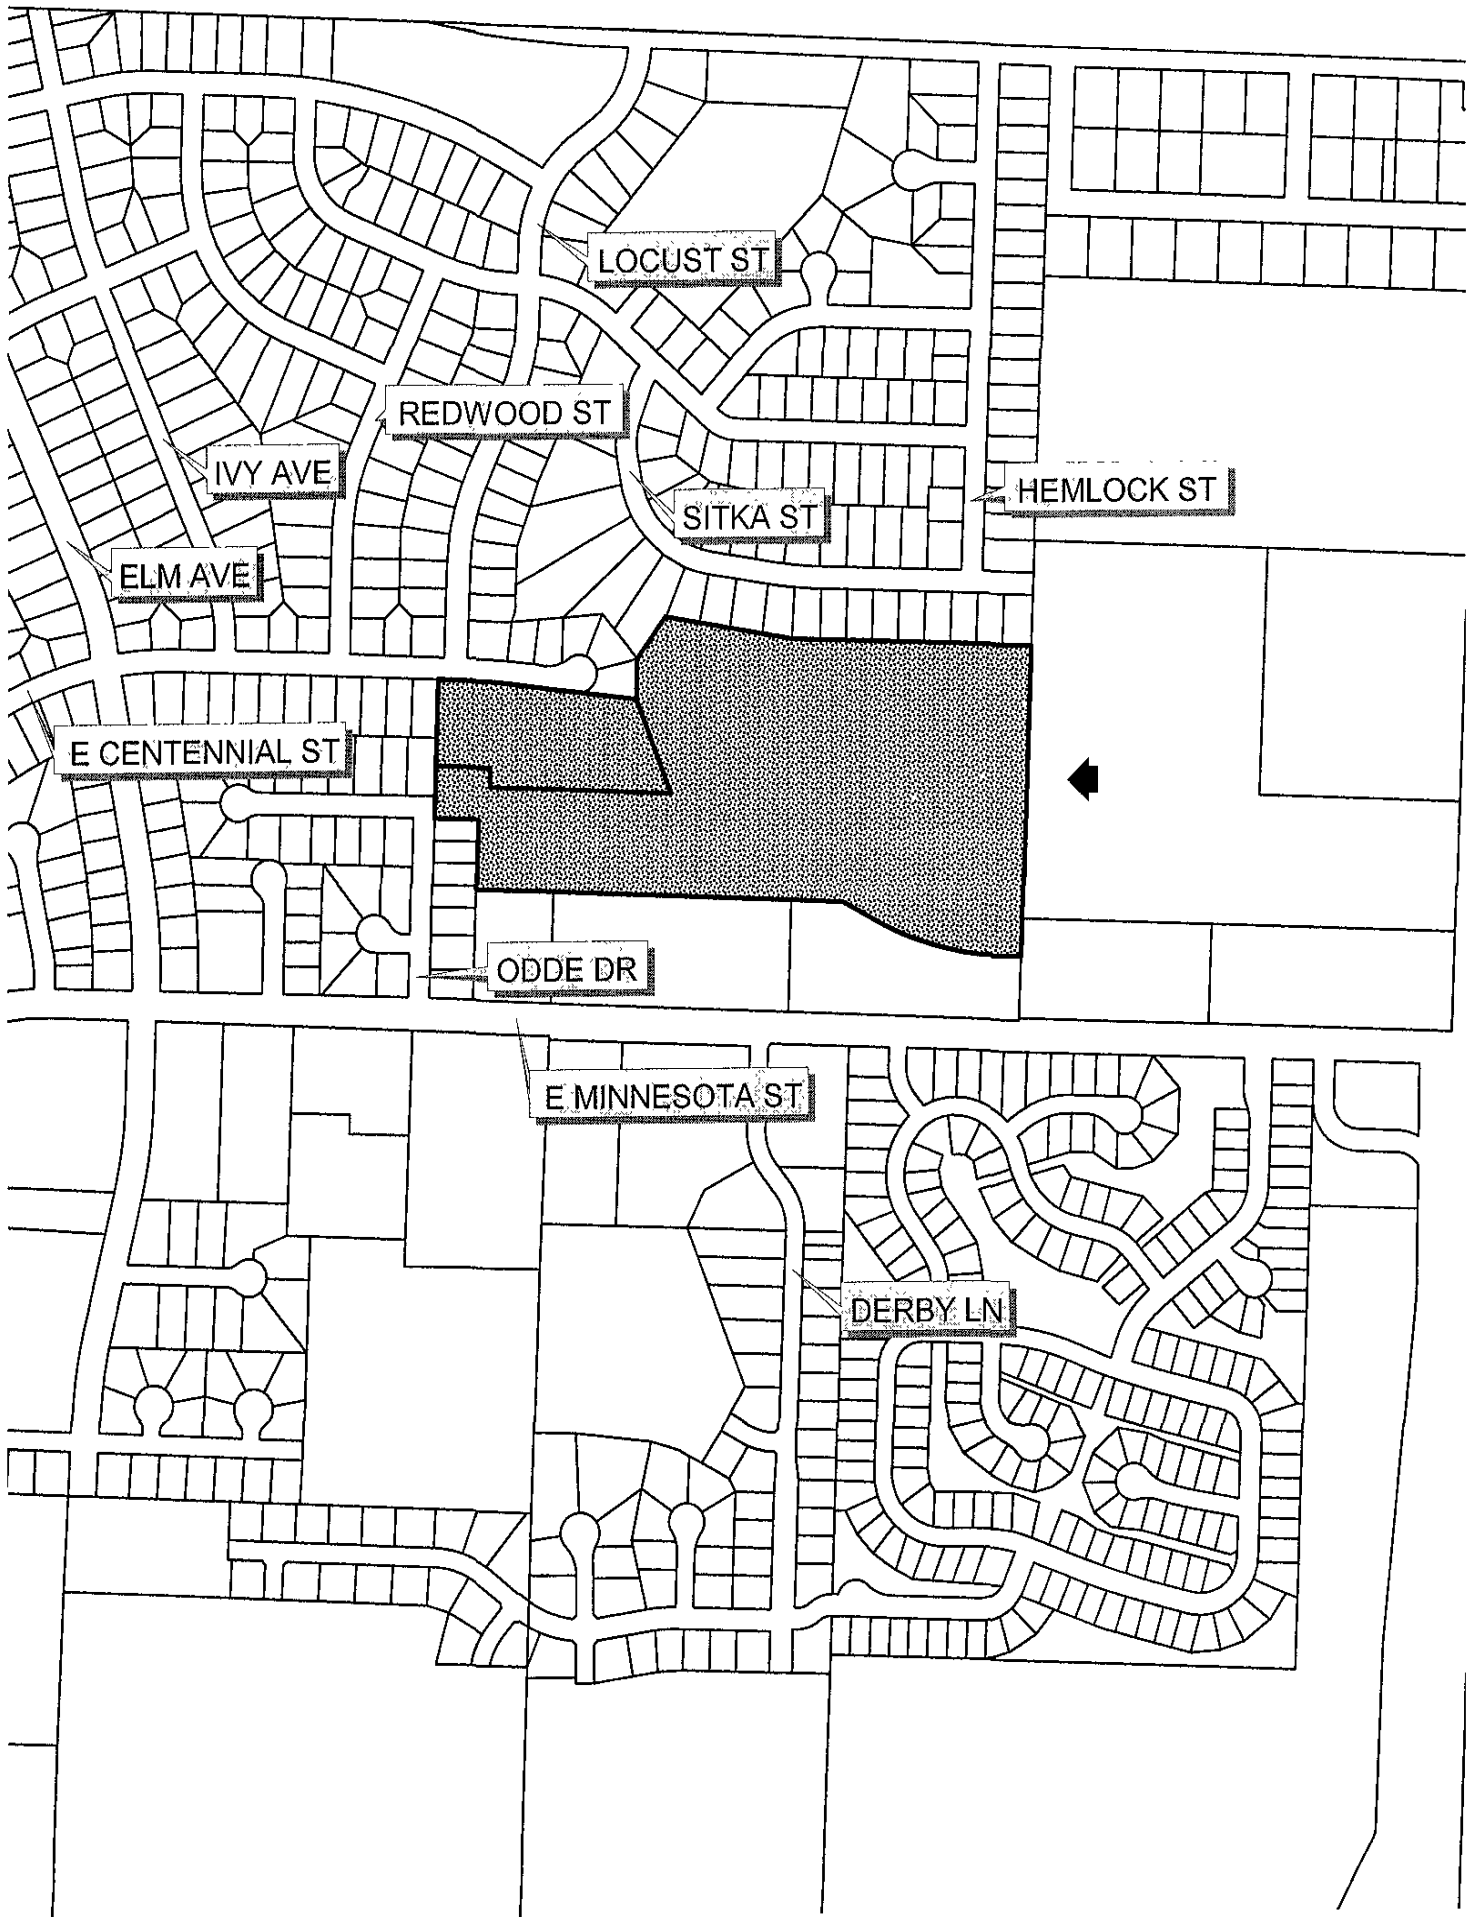 LOCUST ST
REDWOOD ST
IVY AVE
HEMLOCK ST
SITKA ST
ELM AVE
E CENTENNIAL ST
ODDE DR
E MINNESOTA ST
DERBY LN